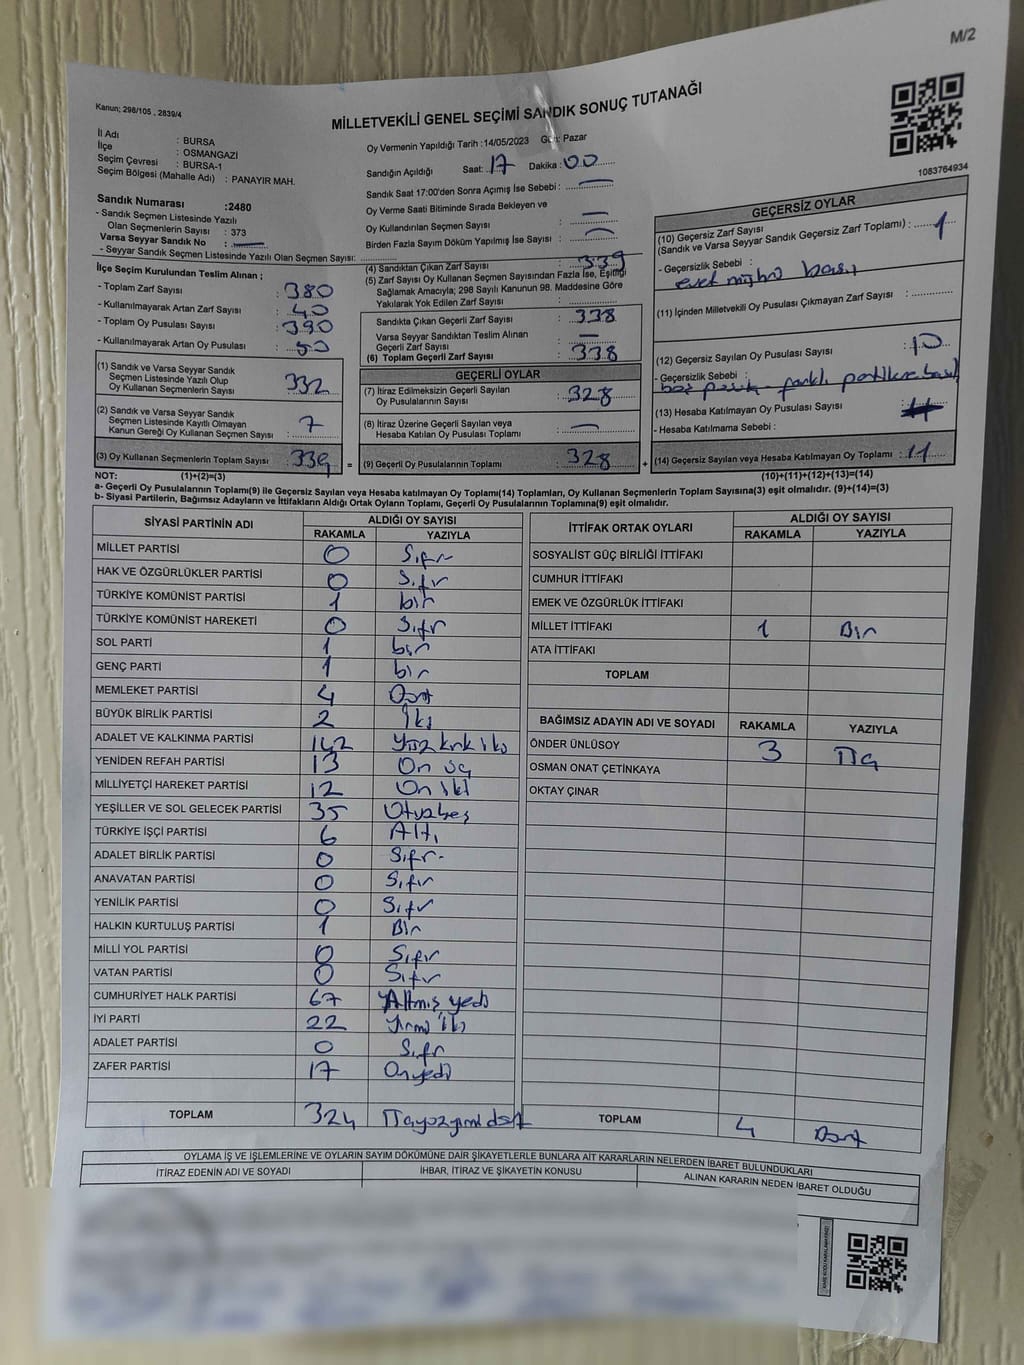 M/2
Kanun; 298/105 , 2839/4
MİLLETVEKİLİ GENEL SEÇİMİ SANDIK SONUÇ TUTANAĞI
1083764934
İl Adı : BURSA
İlçe : OSMANGAZİ
Seçim Çevresi : BURSA-1
Seçim Bölgesi (Mahalle Adı) : PANAYIR MAH.
Sandık Numarası :2480
- Sandık Seçmen Listesinde Yazılı
Olan Seçmenlerin Sayısı : 373
Varsa Seyyar Sandık No : —
- Seyyar Sandık Seçmen Listesinde Yazılı Olan Seçmen Sayısı:
İlçe Seçim Kurulundan Teslim Alınan ;
- Toplam Zarf Sayısı : 380
- Kullanılmayarak Artan Zarf Sayısı : 40
- Toplam Oy Pusulası Sayısı : 390
- Kullanılmayarak Artan Oy Pusulası : 50
(1) Sandık ve Varsa Seyyar Sandık
Seçmen Listesinde Yazılı Olup
Oy Kullanan Seçmenlerin Sayısı : 332
(2) Sandık ve Varsa Seyyar Sandık
Seçmen Listesinde Kayıtlı Olmayan
Kanun Gereği Oy Kullanan Seçmen Sayısı : 7
(3) Oy Kullanan Seçmenlerin Toplam Sayısı : 339 =
Oy Vermenin Yapıldığı Tarih :14/05/2023 Gün: Pazar
Sandığın Açıldığı Saat: 17 Dakika : 00
Sandık Saat 17:00'den Sonra Açımış İse Sebebi : —
Oy Verme Saati Bitiminde Sırada Bekleyen ve
Oy Kullandırılan Seçmen Sayısı : —
Birden Fazla Sayım Döküm Yapılmış İse Sayısı : —
(4) Sandıktan Çıkan Zarf Sayısı : 339
(5) Zarf Sayısı Oy Kullanan Seçmen Sayısından Fazla İse, Eşitliği
Sağlamak Amacıyla; 298 Sayılı Kanunun 98. Maddesine Göre
Yakılarak Yok Edilen Zarf Sayısı :
Sandıkta Çıkan Geçerli Zarf Sayısı : 338
Varsa Seyyar Sandıktan Teslim Alınan
Geçerli Zarf Sayısı : —
(6) Toplam Geçerli Zarf Sayısı : 338
GEÇERLİ OYLAR
(7) İtiraz Edilmeksizin Geçerli Sayılan
Oy Pusulalarının Sayısı : 328
(8) İtiraz Üzerine Geçerli Sayılan veya
Hesaba Katılan Oy Pusulası Toplamı : —
(9) Geçerli Oy Pusulalarının Toplamı : 328 +
GEÇERSİZ OYLAR
(10) Geçersiz Zarf Sayısı
(Sandık ve Varsa Seyyar Sandık Geçersiz Zarf Toplamı) : 1
- Geçersizlik Sebebi :
evet mührü basılı
(11) İçinden Milletvekili Oy Pusulası Çıkmayan Zarf Sayısı :
(12) Geçersiz Sayılan Oy Pusulası Sayısı : 10
- Geçersizlik Sebebi :
boş pusula - farklı partilere
(13) Hesaba Katılmayan Oy Pusulası Sayısı :
- Hesaba Katılmama Sebebi :
(14) Geçersiz Sayılan veya Hesaba Katılmayan Oy Toplamı : 11
NOT: (1)+(2)=(3) (10)+(11)+(12)+(13)=(14)
a- Geçerli Oy Pusulalarının Toplamı(9) ile Geçersiz Sayılan veya Hesaba katılmayan Oy Toplamı(14) Toplamları, Oy Kullanan Seçmenlerin Toplam Sayısına(3) eşit olmalıdır. (9)+(14)=(3)
b- Siyasi Partilerin, Bağımsız Adayların ve İttifakların Aldığı Ortak Oyların Toplamı, Geçerli Oy Pusulalarının Toplamına(9) eşit olmalıdır.
SİYASİ PARTİNİN ADI ALDIĞI OY SAYISI
RAKAMLA YAZIYLA
MİLLET PARTİSİ 0 Sıfır
HAK VE ÖZGÜRLÜKLER PARTİSİ 0 Sıfır
TÜRKİYE KOMÜNİST PARTİSİ 1 bir
TÜRKİYE KOMÜNİST HAREKETİ 0 Sıfır
SOL PARTİ 1 bir
GENÇ PARTİ 1 bir
MEMLEKET PARTİSİ 4 Dört
BÜYÜK BİRLİK PARTİSİ 2 İki
ADALET VE KALKINMA PARTİSİ 142 Yüz kırk iki
YENİDEN REFAH PARTİSİ 13 On üç
MİLLİYETÇİ HAREKET PARTİSİ 12 On iki
YEŞİLLER VE SOL GELECEK PARTİSİ 35 Otuzbeş
TÜRKİYE İŞÇİ PARTİSİ 6 Altı
ADALET BİRLİK PARTİSİ 0 Sıfır
ANAVATAN PARTİSİ 0 Sıfır
YENİLİK PARTİSİ 0 Sıfır
HALKIN KURTULUŞ PARTİSİ 1 Bir
MİLLİ YOL PARTİSİ 0 Sıfır
VATAN PARTİSİ 0 Sıfır
CUMHURİYET HALK PARTİSİ 67 Altmış yedi
İYİ PARTİ 22 Yirmi iki
ADALET PARTİSİ 0 Sıfır
ZAFER PARTİSİ 17 Onyedi
TOPLAM 324 Üçyüzyirmidört
İTTİFAK ORTAK OYLARI ALDIĞI OY SAYISI
RAKAMLA YAZIYLA
SOSYALİST GÜÇ BİRLİĞİ İTTİFAKI
CUMHUR İTTİFAKI
EMEK VE ÖZGÜRLÜK İTTİFAKI
MİLLET İTTİFAKI 1 Bir
ATA İTTİFAKI
TOPLAM
BAĞIMSIZ ADAYIN ADI VE SOYADI RAKAMLA YAZIYLA
ÖNDER ÜNLÜSOY 3 Üç
OSMAN ONAT ÇETİNKAYA
OKTAY ÇINAR
TOPLAM 4 Dört
OYLAMA İŞ VE İŞLEMLERİNE VE OYLARIN SAYIM DÖKÜMÜNE DAİR ŞİKAYETLERLE BUNLARA AİT KARARLARIN NELERDEN İBARET BULUNDUKLARI
İTİRAZ EDENİN ADI VE SOYADI İHBAR, İTİRAZ VE ŞİKAYETİN KONUSU ALINAN KARARIN NEDEN İBARET OLDUĞU